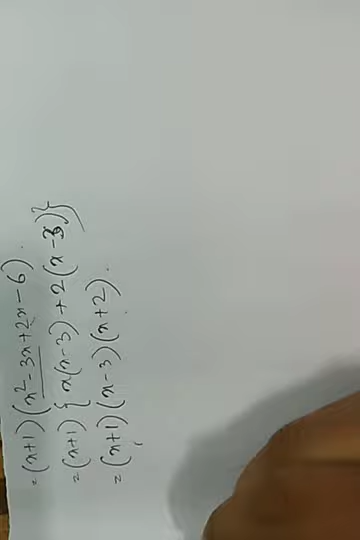 = (x+1) (x² - 3x + 2x - 6).
= (x+1) { x(x-3) + 2(x-3)}
= (x+1) (x-3) (x+2).